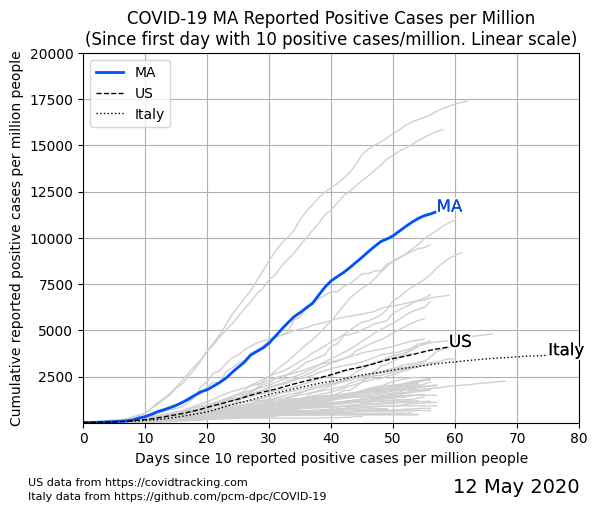 COVID-19 MA Reported Positive Cases per Million
(Since first day with 10 positive cases/million. Linear scale)
Cumulative reported positive cases per million people
20000
17500
15000
12500
10000
7500
5000
2500
MA
US
Italy
MA
US
Italy
0 10 20 30 40 50 60 70 80
Days since 10 reported positive cases per million people
US data from https://covidtracking.com
Italy data from https://github.com/pcm-dpc/COVID-19
12 May 2020